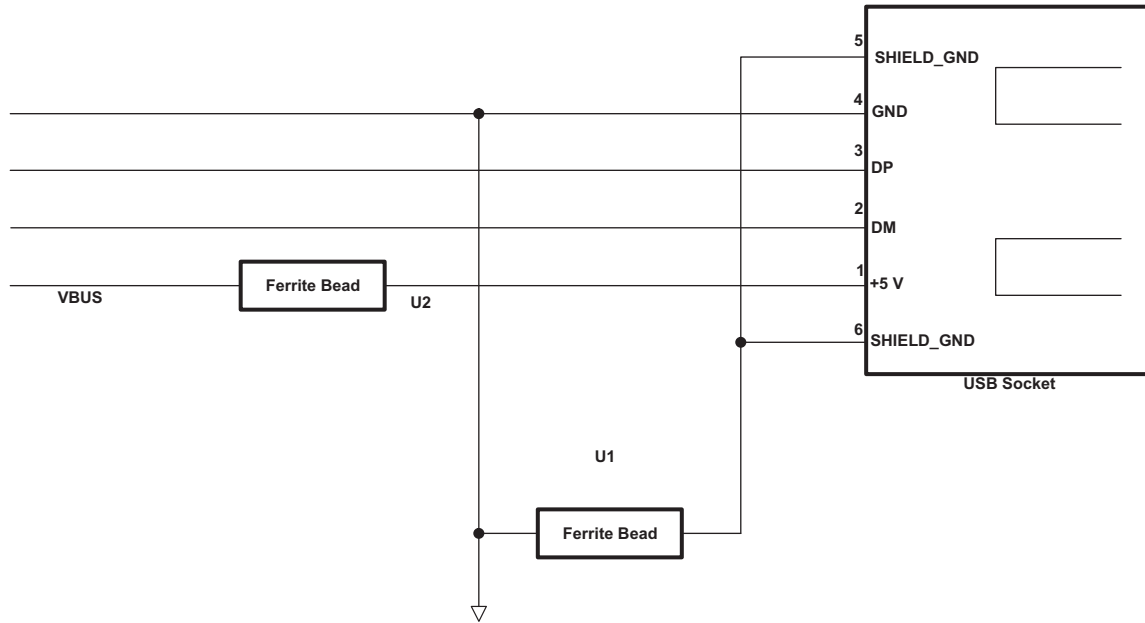 5
SHIELD_GND
4
GND
3
DP
2
DM
1
+5 V
Ferrite Bead
VBUS
U2
6
SHIELD_GND
USB Socket
U1
Ferrite Bead